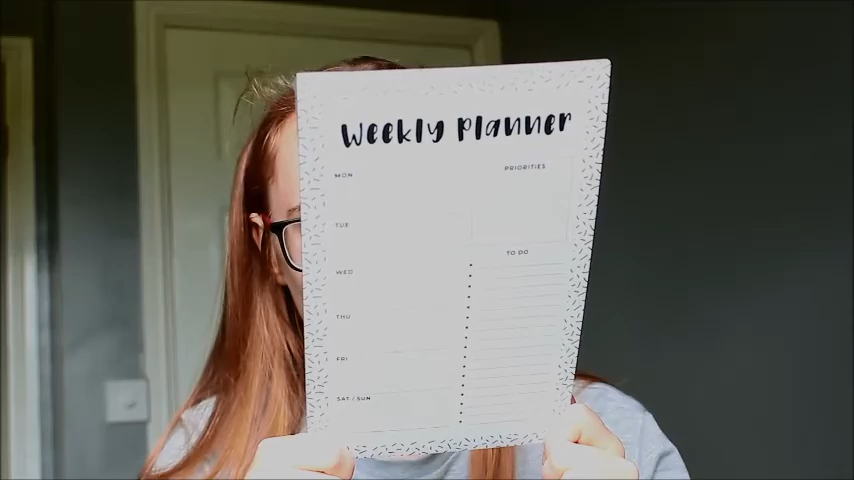 Weekly planner
MON
PRIORITIES
TUE
TO DO
WED
THU
FRI
SAT/SUN